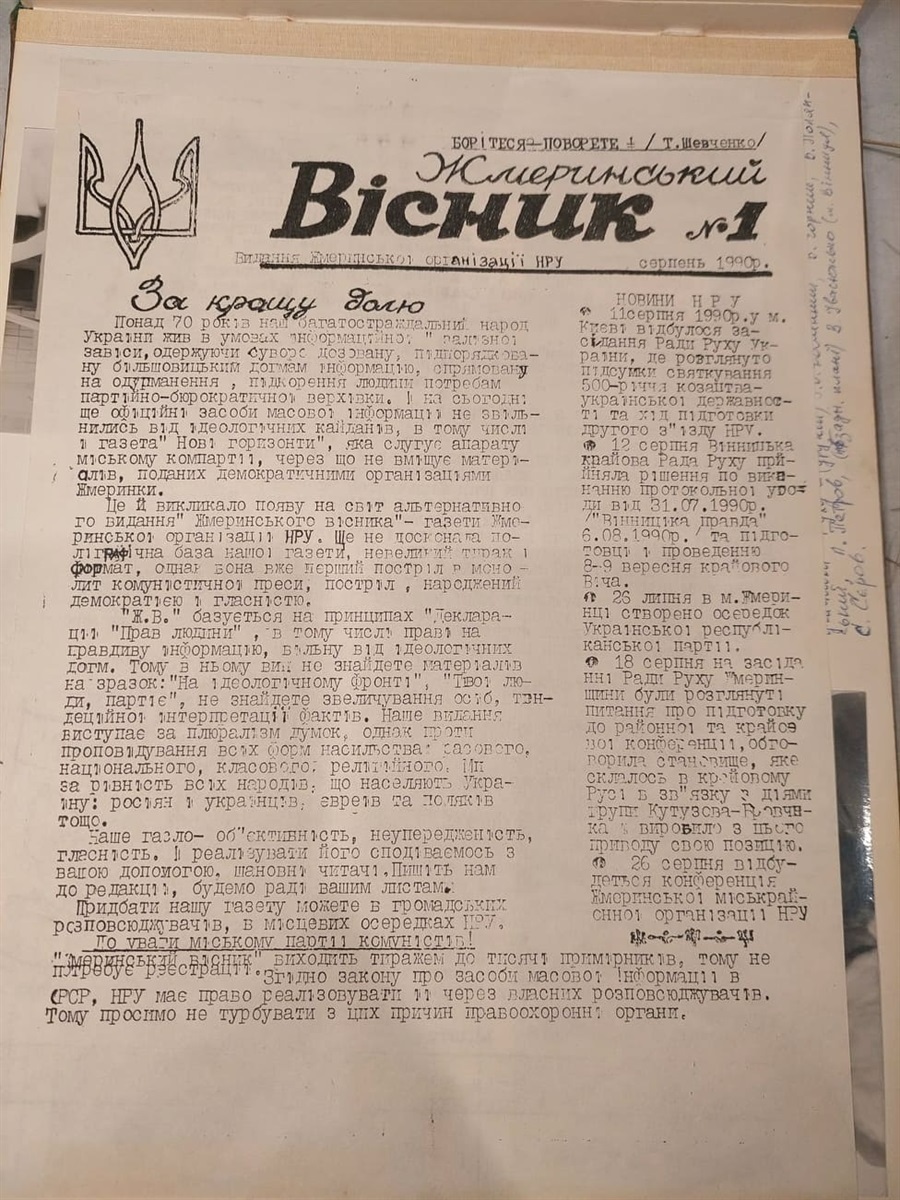 БОРІТЕСЯ-ПОБОРЕТЕ! /Т.Шевченко/
Жмеринський
Вісник №1
Видання Жмеринської організації НРУ серпень 1990р.
За кращу долю
Понад 70 років наш багатостраждальний народ
України жив в умовах інформаційної "залізної
завіси, одержуючи суворо дозовану, підпорядкова-
ну більшовицьким догмам інформацію, спрямовану
на одурманення, підкорення людини потребам
партійно-бюрократичної верхівки. І на сьогодні
ще офіційні засоби масової інформації не звіль-
нились від ідеологічних кайданів, в тому числі
і газета" Нові горизонти", яка слугує апарату
міському компартії, через що не вміщує матері-
алів, поданих демократичними організаціями
Жмеринки.
Це й викликало появу на світ альтернативно
го видання" Жмеринського вісника"- газети Жме-
ринської організації НРУ. Ще не досконала по-
ліграфічна база нашої газети, невеликий тираж і
формат, однак вона вже перший постріл в моно-
літ комуністичної преси, постріл, народжений
демократією і гласністю.
"Ж.В." базується на принципах "Деклара-
ції "Прав людини", в тому числі праві на
правдиву інформацію, вільну від ідеологічних
догм. Тому в ньому ви не знайдете матеріалів
на зразок:"На ідеологічному фронті", "Твої лю-
ди, партіє", не знайдете звеличування осіб, тен-
деційної інтерпретації фактів. Наше видання
виступає за плюралізм думок, однак проти
проповідування всіх форм насильства: расового,
національного, класового, релігійного. Ми
за рівність всіх народів, що населяють Укра-
їну: росіян і українців, євреїв та поляків
тощо.
Наше гасло- об'єктивність, неупередженість,
гласність. І реалізувати його сподіваємось з
вашою допомогою, шановні читачі. Пишіть нам
до редакції, будемо раді вашим листам.
Придбати нашу газету можете в громадських
розповсюджувачів, в місцевих осередках НРУ.
До уваги міському партії комуністів!
"Жмеринський вісник" виходить тиражем до тисячі примірників, тому не
потребує реєстрації. Згідно закону про засоби масової інформації в
СРСР, НРУ має право реалізовувати її через власних розповсюджувачів.
Тому просимо не турбувати з цих причин правоохоронні органи.
НОВИНИ НРУ
11серпня 1990р.у м.
Києві відбулося за-
сідання Ради Руху Ук-
раїни, де розглянуто
підсумки святкування
500-річчя козацтва-
української державнос-
ті та хід підготовки
другого з"їзду НРУ.
12 серпня Вінницька
крайова Рада Руху при-
йняла рішення по вико-
нанню протокольної уго-
ди від 31.07.1990р.
/"Вінницька правда"
6.08.1990р./ та підго-
товці і проведенню
8-9 вересня крайового
Віча.
26 липня в м.Жмерин-
ці створено осередок
Української республі-
канської партії.
18 серпня на засіда
нні Ради Руху Жмерин-
щини були розглянуті
питання про підготовку
до районної та крайов
вої конференції, обго-
ворила становище, яке
склалось в крайовому
Русі в зв"язку з діями
групи Кутузова-Вовчен-
ка і виробило з цього
приводу свою позицію.
26 серпня відбу-
деться конференція
Жмеринської міськрай-
онної організації НРУ
Л. Петров,
С. Сєров.